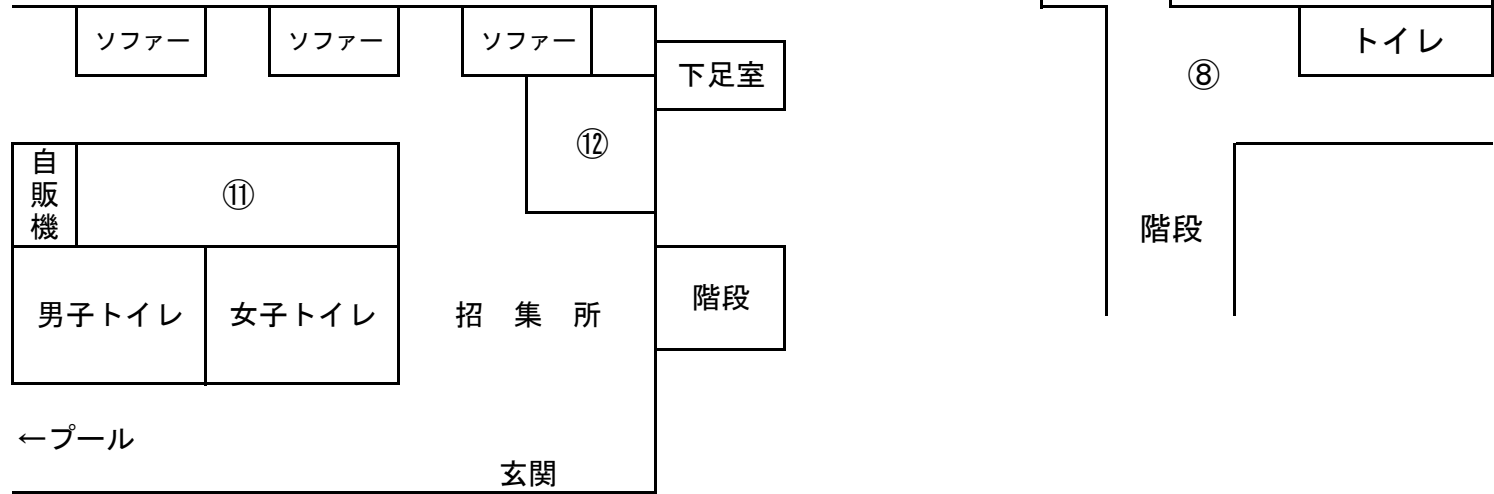 ソファー
ソファー
ソファー
下足室
⑫
自販機
⑪
男子トイレ
女子トイレ
招集所
階段
←プール
玄関
トイレ
⑧
階段